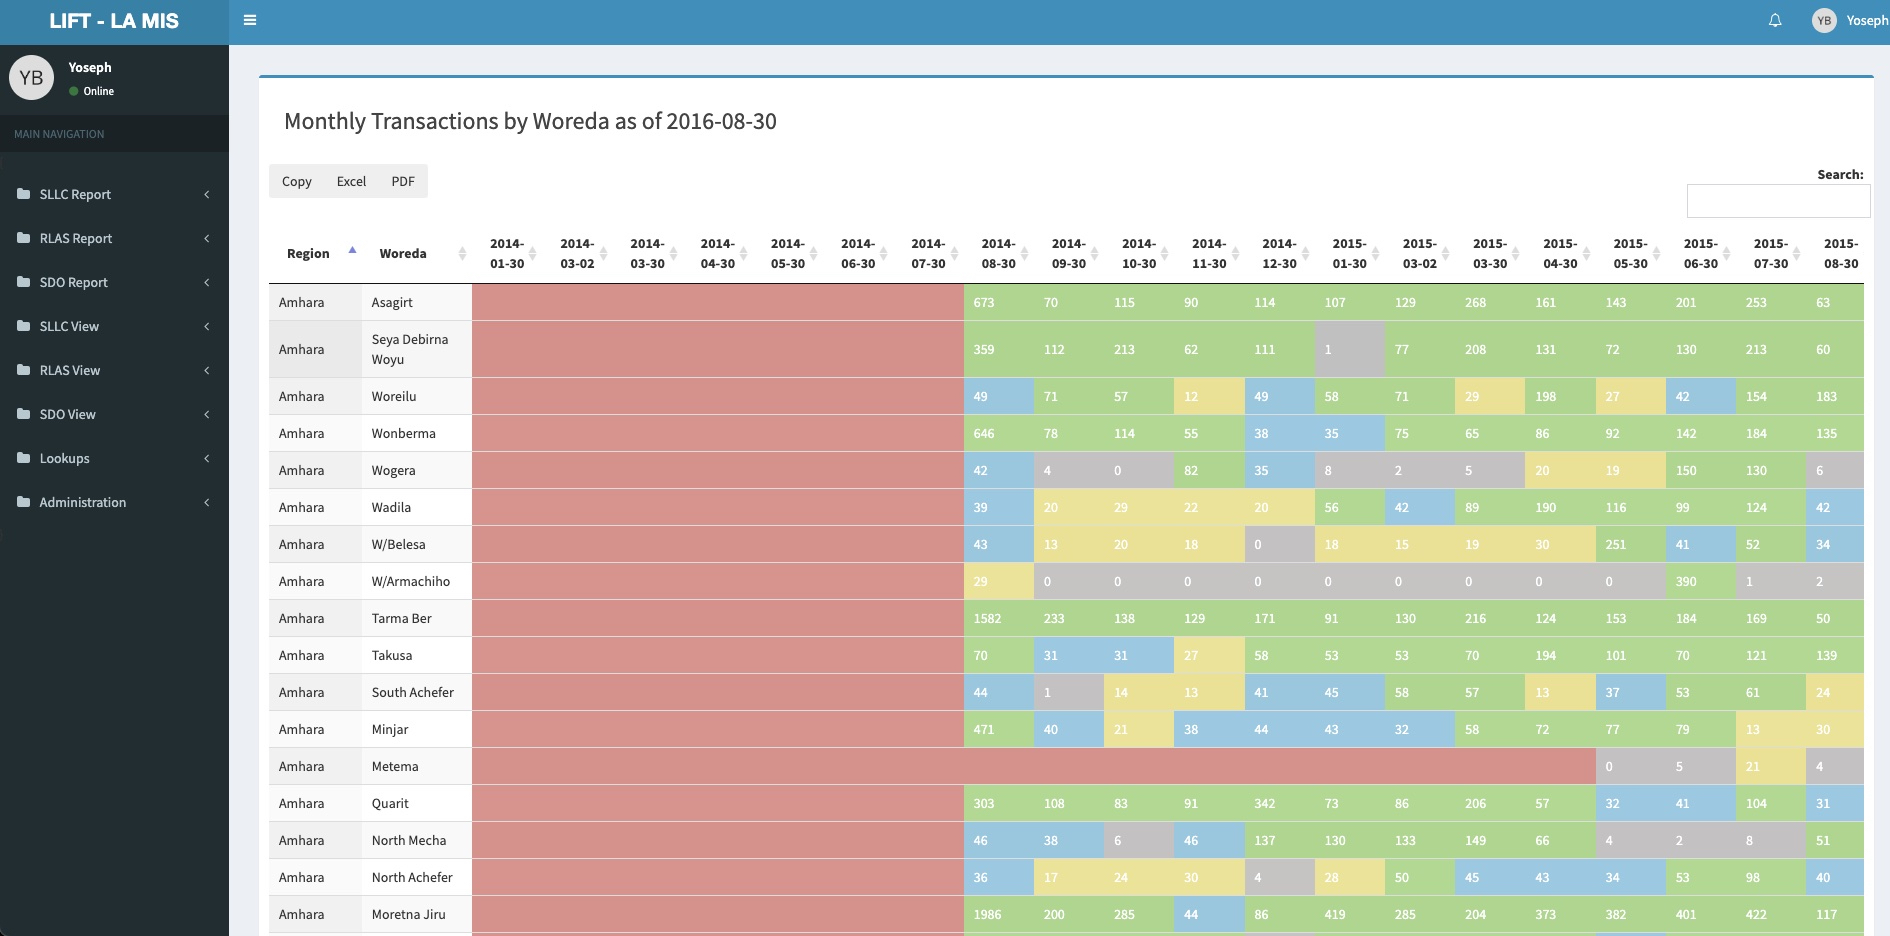 LIFT - LA MIS
YB Yoseph
YB
Yoseph
Online
MAIN NAVIGATION
SLLC Report
RLAS Report
SDO Report
SLLC View
RLAS View
SDO View
Lookups
Administration
Monthly Transactions by Woreda as of 2016-08-30
Copy Excel PDF
Search:
Region Woreda 2014-01-30 2014-03-02 2014-03-30 2014-04-30 2014-05-30 2014-06-30 2014-07-30 2014-08-30 2014-09-30 2014-10-30 2014-11-30 2014-12-30 2015-01-30 2015-03-02 2015-03-30 2015-04-30 2015-05-30 2015-06-30 2015-07-30 2015-08-30
Amhara Asagirt 673 70 115 90 114 107 129 268 161 143 201 253 63
Amhara Seya Debirna Woyu 359 112 213 62 111 1 77 208 131 72 130 213 60
Amhara Woreilu 49 71 57 12 49 58 71 29 198 27 42 154 183
Amhara Wonberma 646 78 114 55 38 35 75 65 86 92 142 184 135
Amhara Wogera 42 4 0 82 35 8 2 5 20 19 150 130 6
Amhara Wadila 39 20 29 22 20 56 42 89 190 116 99 124 42
Amhara W/Belesa 43 13 20 18 0 18 15 19 30 251 41 52 34
Amhara W/Armachiho 29 0 0 0 0 0 0 0 0 0 390 1 2
Amhara Tarma Ber 1582 233 138 129 171 91 130 216 124 153 184 169 50
Amhara Takusa 70 31 31 27 58 53 53 70 194 101 70 121 139
Amhara South Achefer 44 1 14 13 41 45 58 57 13 37 53 61 24
Amhara Minjar 471 40 21 38 44 43 32 58 72 77 79 13 30
Amhara Metema 0 5 21 4
Amhara Quarit 303 108 83 91 342 73 86 206 57 32 41 104 31
Amhara North Mecha 46 38 6 46 137 130 133 149 66 4 2 8 51
Amhara North Achefer 36 17 24 30 4 28 50 45 43 34 53 98 40
Amhara Moretna Jiru 1986 200 285 44 86 419 285 204 373 382 401 422 117